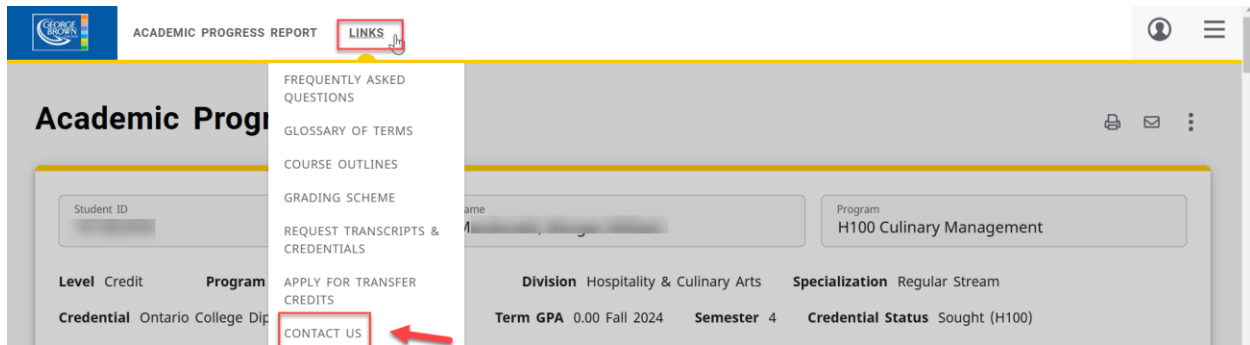 GEORGE
BROWN
ACADEMIC PROGRESS REPORT LINKS
FREQUENTLY ASKED
QUESTIONS
GLOSSARY OF TERMS
COURSE OUTLINES
GRADING SCHEME
REQUEST TRANSCRIPTS &
CREDENTIALS
APPLY FOR TRANSFER
CREDITS
CONTACT US
Academic Progr
Student ID
ame
Program
H100 Culinary Management
Level Credit Program Division Hospitality & Culinary Arts Specialization Regular Stream
Credential Ontario College Dip Term GPA 0.00 Fall 2024 Semester 4 Credential Status Sought (H100)